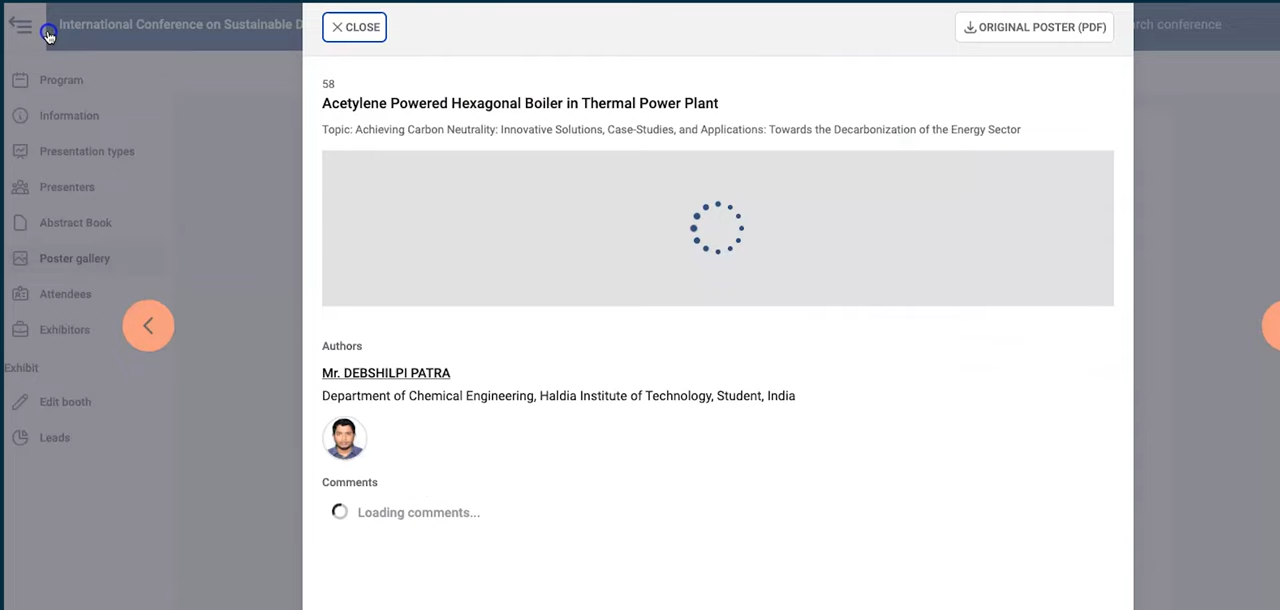 International Conference on Sustainable D
CLOSE
ORIGINAL POSTER (PDF)
rch conference
Program
Information
Presentation types
Presenters
Abstract Book
Poster gallery
Attendees
Exhibitors
Exhibit
Edit booth
Leads
58
Acetylene Powered Hexagonal Boiler in Thermal Power Plant
Topic: Achieving Carbon Neutrality: Innovative Solutions, Case-Studies, and Applications: Towards the Decarbonization of the Energy Sector
Authors
Mr. DEBSHILPI PATRA
Department of Chemical Engineering, Haldia Institute of Technology, Student, India
Comments
Loading comments...